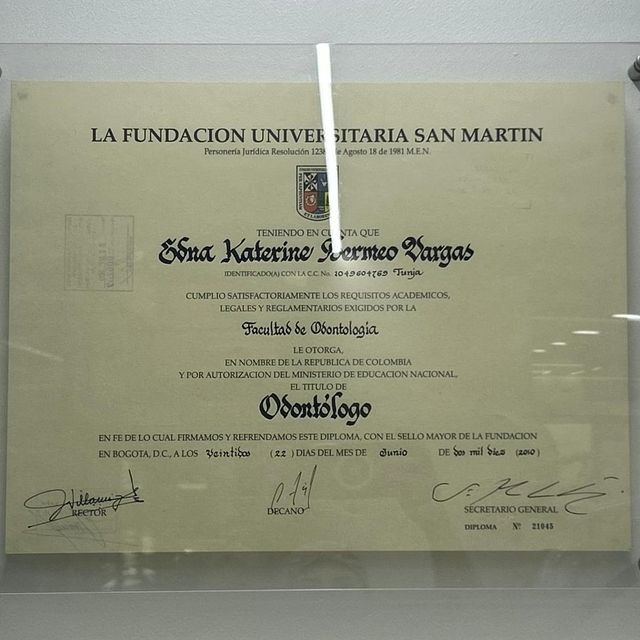 LA FUNDACION UNIVERSITARIA SAN MARTIN
Personería Jurídica Resolución de Agosto 18 de 1981 M.E.N.
TENIENDO EN CUENTA QUE
Edna Katerine Bermeo Vargas
IDENTIFICADO(A) CON LA C.C. No. 1049604769 Tunja
CUMPLIO SATISFACTORIAMENTE LOS REQUISITOS ACADEMICOS,
LEGALES Y REGLAMENTARIOS EXIGIDOS POR LA
Facultad de Odontología
LE OTORGA,
EN NOMBRE DE LA REPUBLICA DE COLOMBIA
Y POR AUTORIZACION DEL MINISTERIO DE EDUCACION NACIONAL,
EL TITULO DE
Odontólogo
EN FE DE LO CUAL FIRMAMOS Y REFRENDAMOS ESTE DIPLOMA, CON EL SELLO MAYOR DE LA FUNDACION
EN BOGOTA, D.C., A LOS Veintidos (22) DIAS DEL MES DE Junio DE dos mil diez (2010)
RECTOR
DECANO
SECRETARIO GENERAL
DIPLOMA Nº 21045